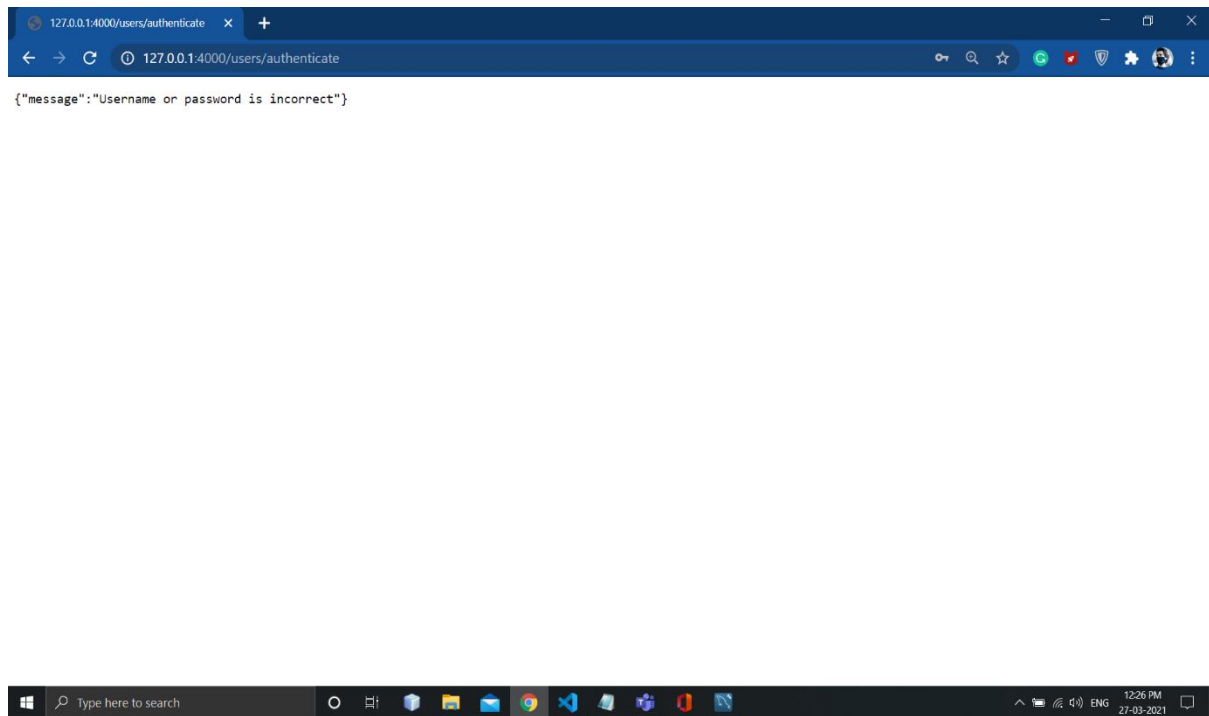 127.0.0.1:4000/users/authenticate
127.0.0.1:4000/users/authenticate
{"message":"Username or password is incorrect"}
Type here to search
ENG
12:26 PM
27-03-2021